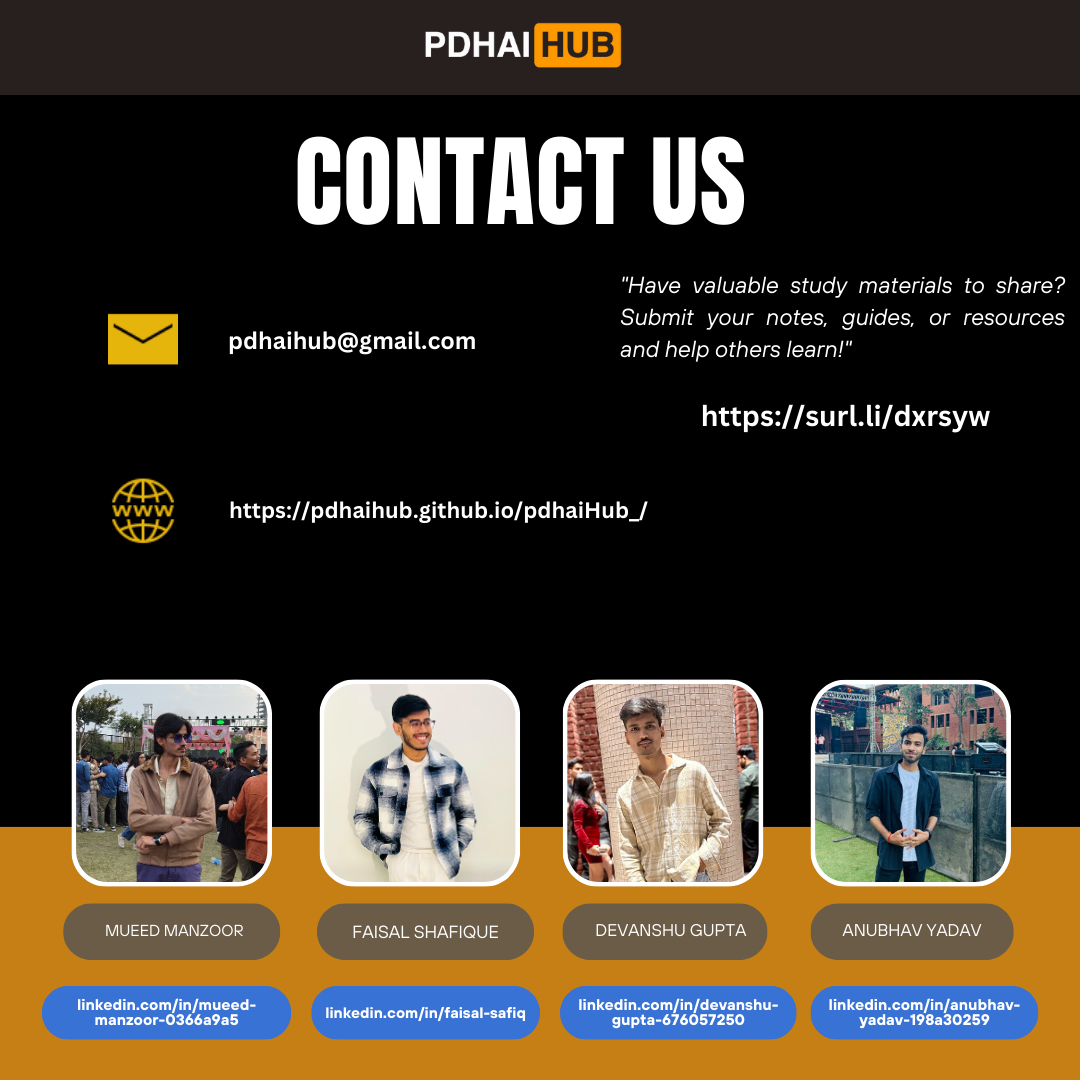 PDHAI HUB
CONTACT US
"Have valuable study materials to share?
Submit your notes, guides, or resources
and help others learn!"
pdhaihub@gmail.com
https://surl.li/dxrsyw
WWW
https://pdhaihub.github.io/pdhaiHub_/
MUEED MANZOOR
FAISAL SHAFIQUE
DEVANSHU GUPTA
ANUBHAV YADAV
linkedin.com/in/mueed-
manzoor-0366a9a5
linkedin.com/in/faisal-safiq
linkedin.com/in/devanshu-
gupta-676057250
linkedin.com/in/anubhav-
yadav-198a30259